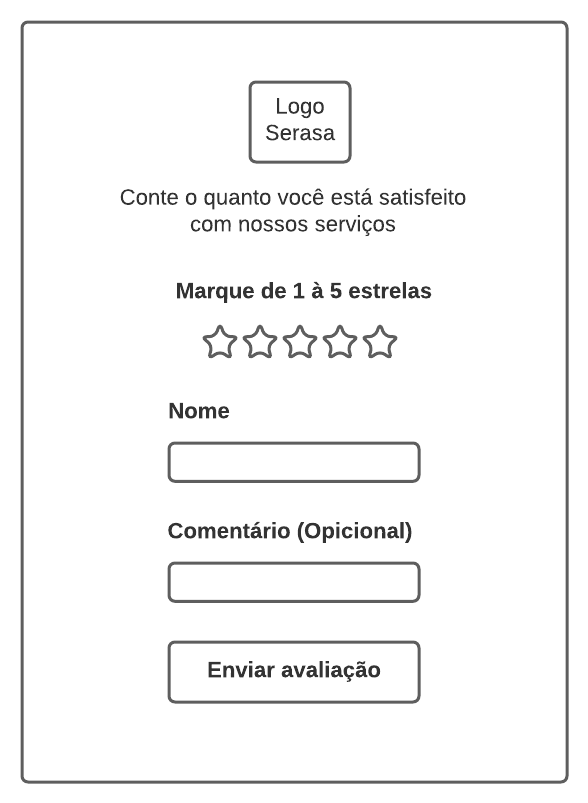 Logo
Serasa
Conte o quanto você está satisfeito
com nossos serviços
Marque de 1 à 5 estrelas
Nome
Comentário (Opicional)
Enviar avaliação